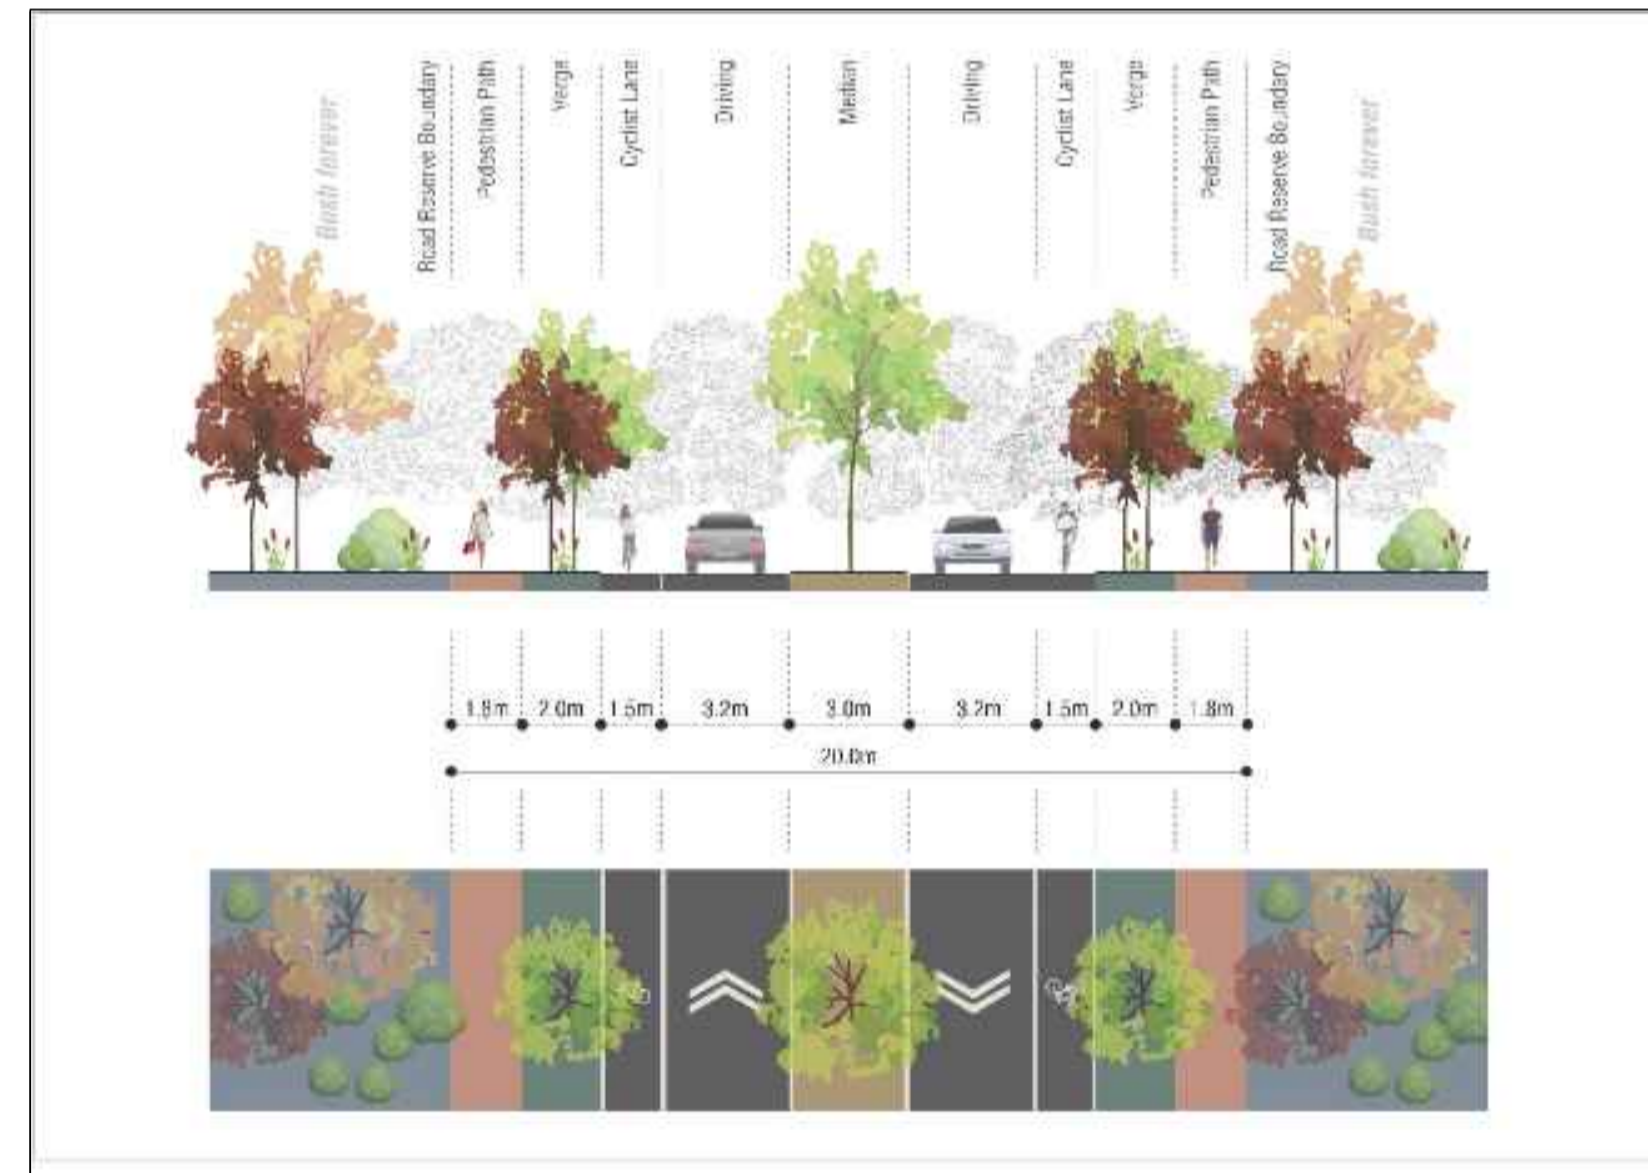 Bush forever
Road Reserve Boundary
Pedestrian Path
Verge
Cyclist Lane
Driving
Median
Driving
Cyclist Lane
Verge
Pedestrian Path
Road Reserve Boundary
Bush forever
1.8m 2.0m 1.5m 3.2m 3.0m 3.2m 1.5m 2.0m 1.8m
20.0m